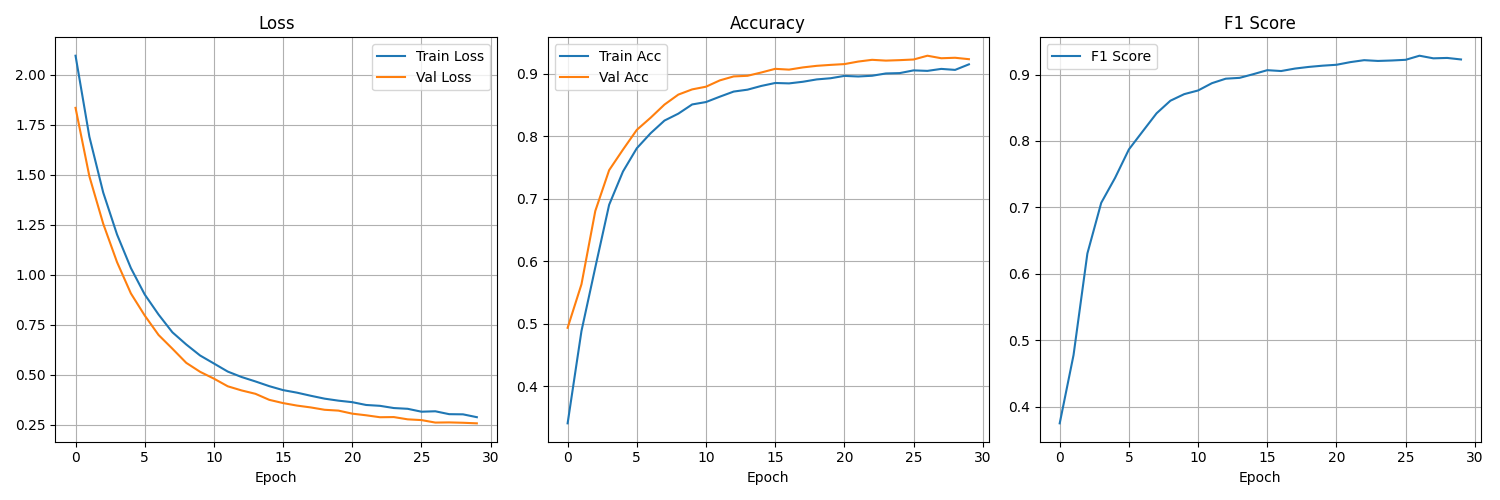 Loss
2.00
1.75
1.50
1.25
1.00
0.75
0.50
0.25
0 5 10 15 20 25 30
Epoch
Train Loss
Val Loss
Accuracy
0.9
0.8
0.7
0.6
0.5
0.4
0 5 10 15 20 25 30
Epoch
Train Acc
Val Acc
F1 Score
0.9
0.8
0.7
0.6
0.5
0.4
0 5 10 15 20 25 30
Epoch
F1 Score